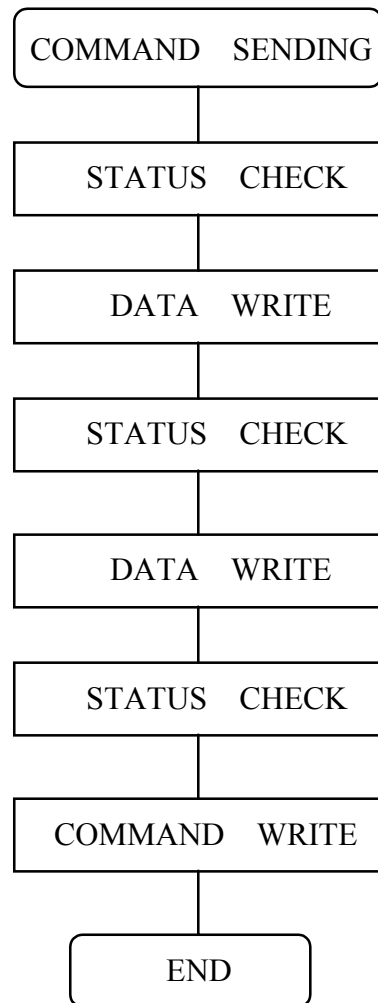 COMMAND SENDING
STATUS CHECK
DATA WRITE
STATUS CHECK
DATA WRITE
STATUS CHECK
COMMAND WRITE
END